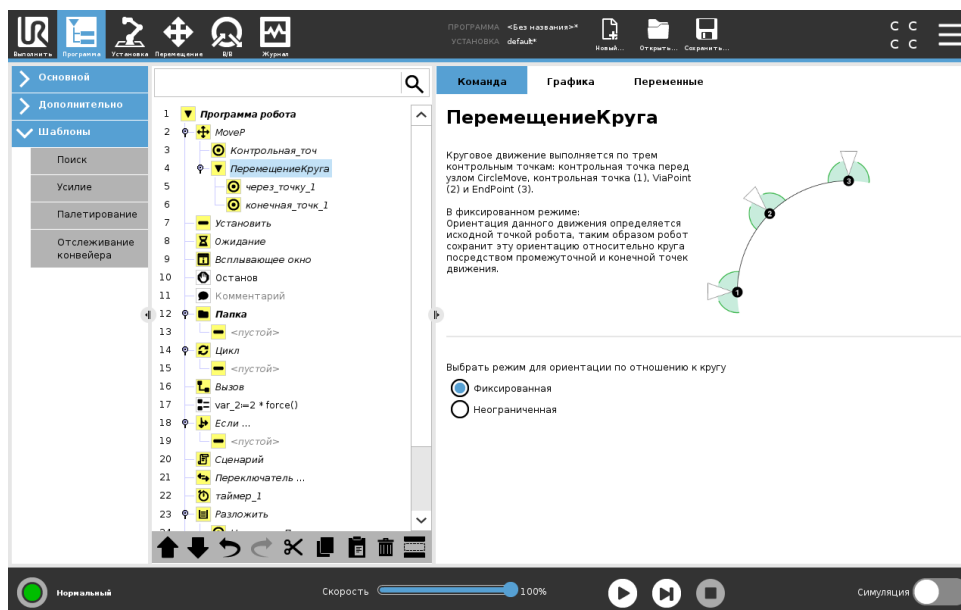 ПРОГРАММА <Без названия>*
УСТАНОВКА default*
Выполнить Программа Установка Перемещение В/В Журнал Новый... Открыть... Сохранить...
C C
C C
Основной
Дополнительно
Шаблоны
Поиск
Усилие
Палетирование
Отслеживание
конвейера
1 Программа робота
2 MoveP
3 Контрольная_точ
4 ПеремещениеКруга
5 через_точку_1
6 конечная_точк_1
7 Установить
8 Ожидание
9 Всплывающее окно
10 Останов
11 Комментарий
12 Папка
13 <пустой>
14 Цикл
15 <пустой>
16 Вызов
17 var_2≔2 * force()
18 Если ...
19 <пустой>
20 Сценарий
21 Переключатель ...
22 таймер_1
23 Разложить
Команда Графика Переменные
ПеремещениеКруга
Круговое движение выполняется по трем
контрольным точкам: контрольная точка перед
узлом CircleMove, контрольная точка (1), ViaPoint
(2) и EndPoint (3).
В фиксированном режиме:
Ориентация данного движения определяется
исходной точкой робота, таким образом робот
сохранит эту ориентацию относительно круга
посредством промежуточной и конечной точек
движения.
3
2
1
Выбрать режим для ориентации по отношению к кругу
Фиксированная
Неограниченная
Нормальный
Скорость 100%
Симуляция